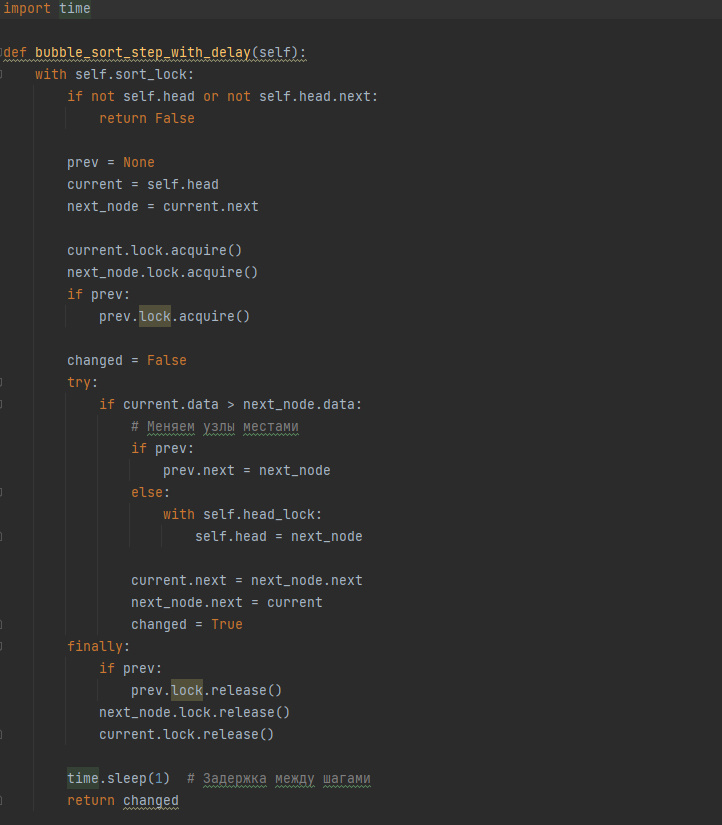 import time
def bubble_sort_step_with_delay(self):
with self.sort_lock:
if not self.head or not self.head.next:
return False
prev = None
current = self.head
next_node = current.next
current.lock.acquire()
next_node.lock.acquire()
if prev:
prev.lock.acquire()
changed = False
try:
if current.data > next_node.data:
# Меняем узлы местами
if prev:
prev.next = next_node
else:
with self.head_lock:
self.head = next_node
current.next = next_node.next
next_node.next = current
changed = True
finally:
if prev:
prev.lock.release()
next_node.lock.release()
current.lock.release()
time.sleep(1)  # Задержка между шагами
return changed